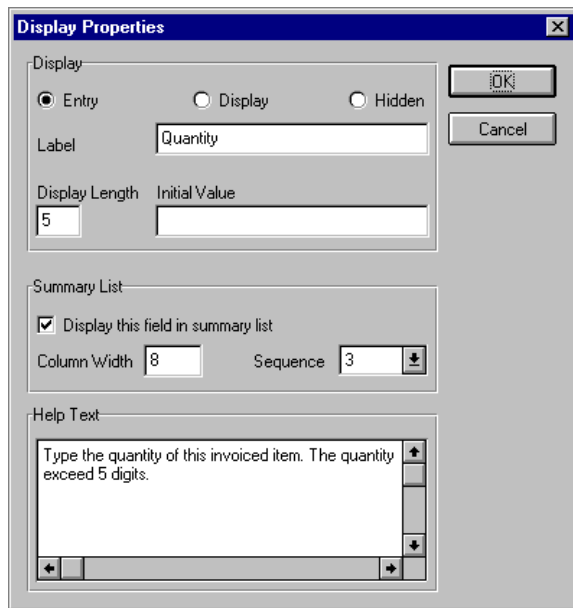 Display Properties
Display
Entry Display Hidden
OK
Label Quantity
Cancel
Display Length Initial Value
5
Summary List
Display this field in summary list
Column Width 8 Sequence 3
Help Text
Type the quantity of this invoiced item. The quantity
exceed 5 digits.